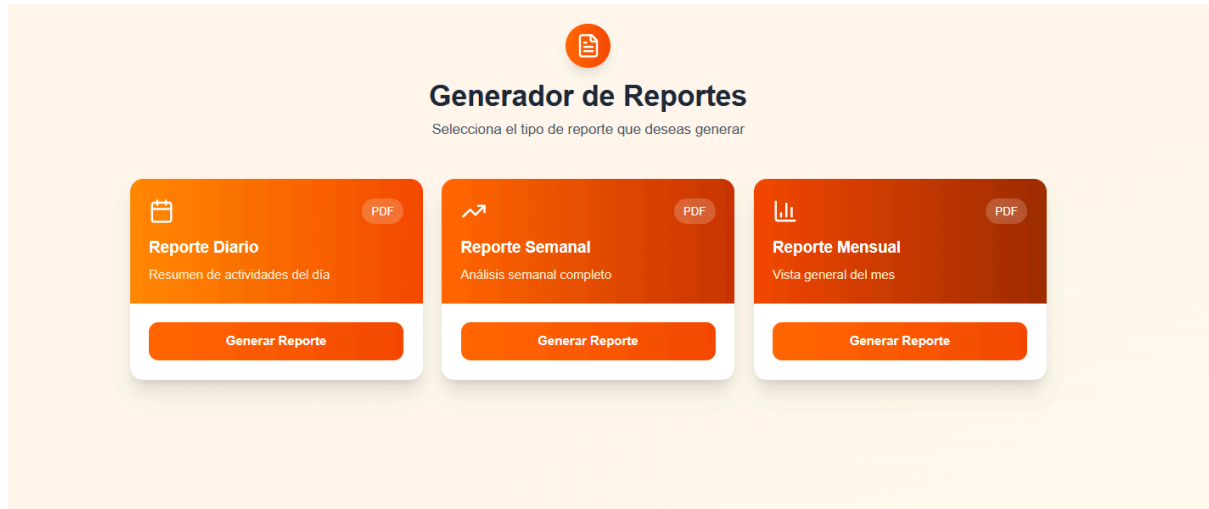 Generador de Reportes
Selecciona el tipo de reporte que deseas generar
PDF
Reporte Diario
Resumen de actividades del día
Generar Reporte
PDF
Reporte Semanal
Análisis semanal completo
Generar Reporte
PDF
Reporte Mensual
Vista general del mes
Generar Reporte